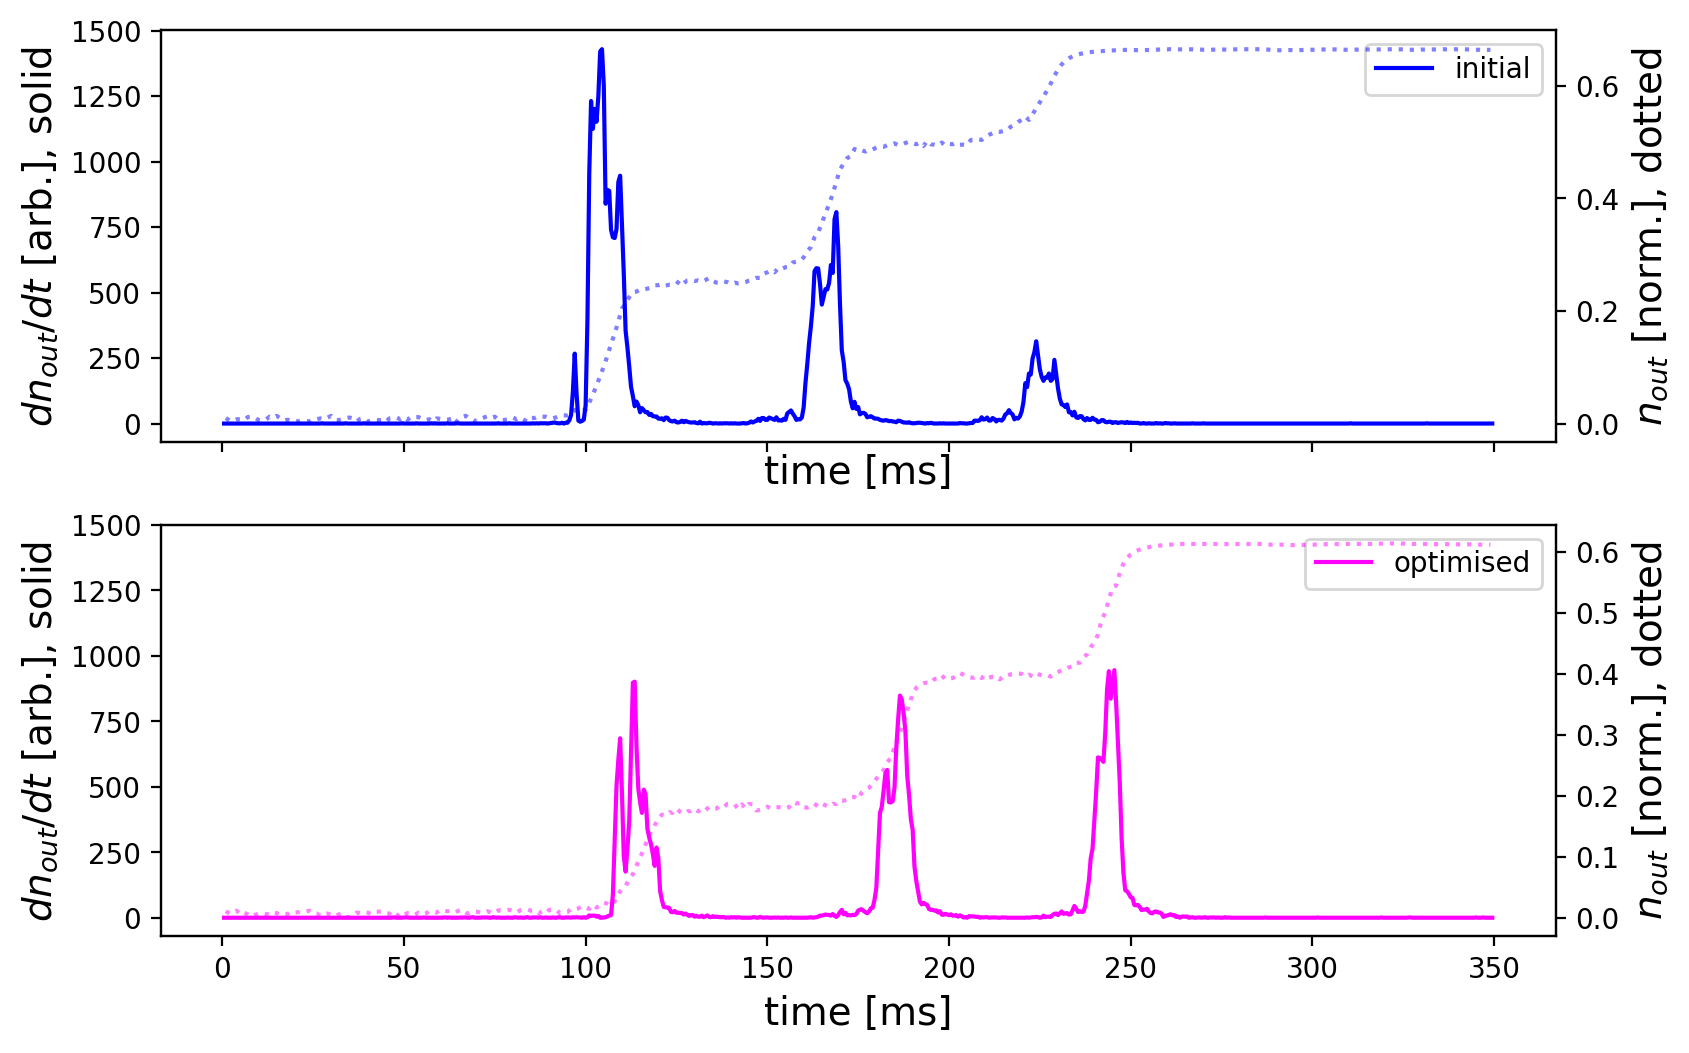 1500
1250
1000
750
500
250
0
dn_out/dt [arb.], solid
initial
0.6
0.4
0.2
0.0
n_out [norm.], dotted
time [ms]
1500
1250
1000
750
500
250
0
dn_out/dt [arb.], solid
optimised
0.6
0.5
0.4
0.3
0.2
0.1
0.0
n_out [norm.], dotted
0 50 100 150 200 250 300 350
time [ms]